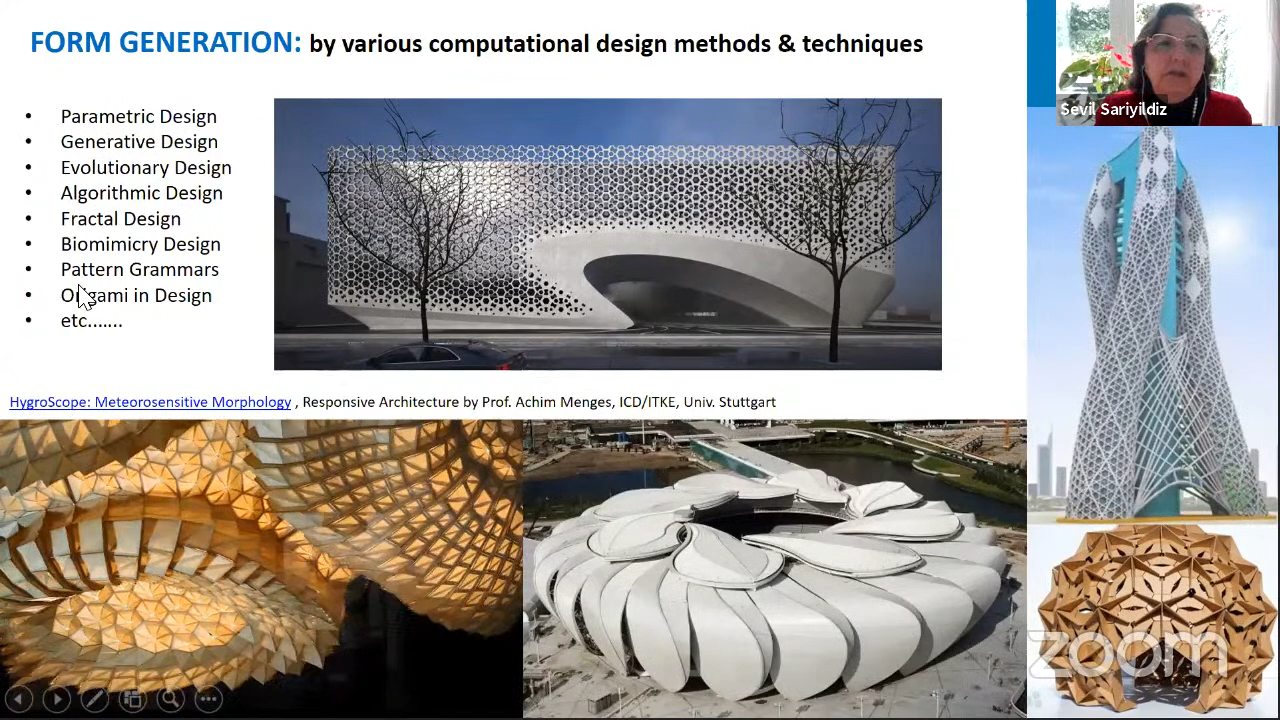 FORM GENERATION: by various computational design methods & techniques
Sevil Sariyildiz
• Parametric Design
• Generative Design
• Evolutionary Design
• Algorithmic Design
• Fractal Design
• Biomimicry Design
• Pattern Grammars
• Origami in Design
• etc.......
HygroScope: Meteorosensitive Morphology , Responsive Architecture by Prof. Achim Menges, ICD/ITKE, Univ. Stuttgart
zoom